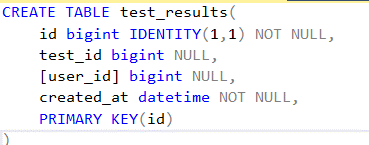 CREATE TABLE test_results(
id bigint IDENTITY(1,1) NOT NULL,
test_id bigint NULL,
[user_id] bigint NULL,
created_at datetime NOT NULL,
PRIMARY KEY(id)
)